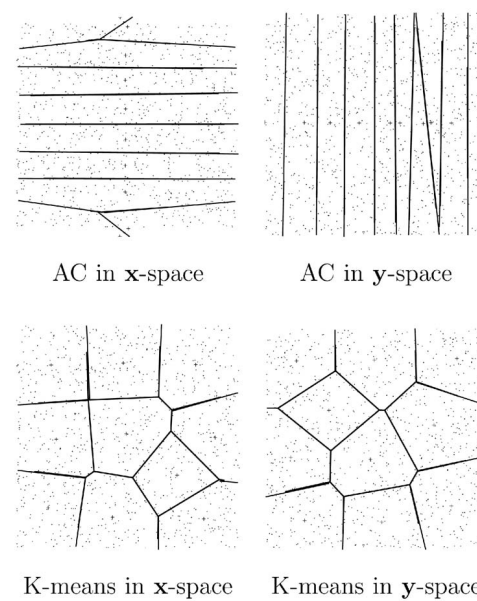 AC in x-space
AC in y-space
K-means in x-space
K-means in y-space